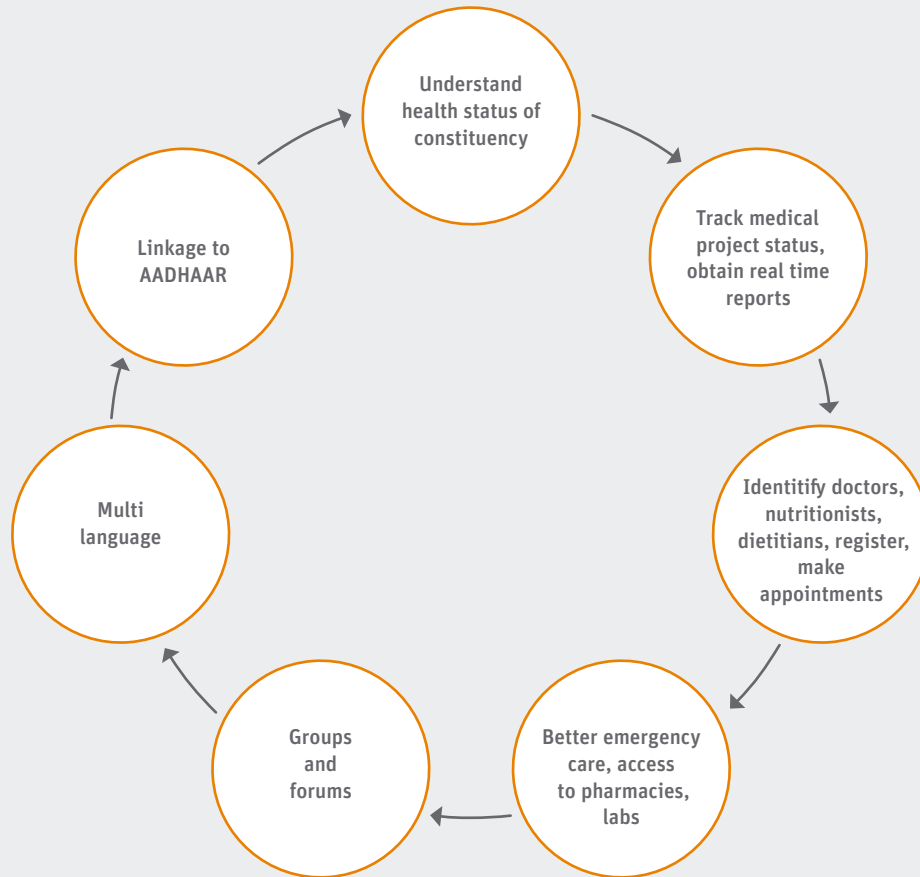 Understand
health status of
constituency
Track medical
project status,
obtain real time
reports
Identitify doctors,
nutritionists,
dietitians, register,
make
appointments
Better emergency
care, access
to pharmacies,
labs
Groups
and
forums
Multi
language
Linkage to
AADHAAR